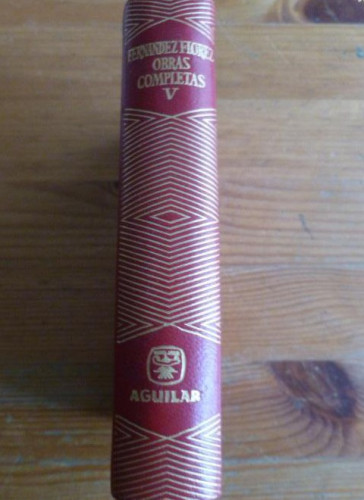 FERNANDEZ FLOREZ
OBRAS
COMPLETAS
V
AGUILAR